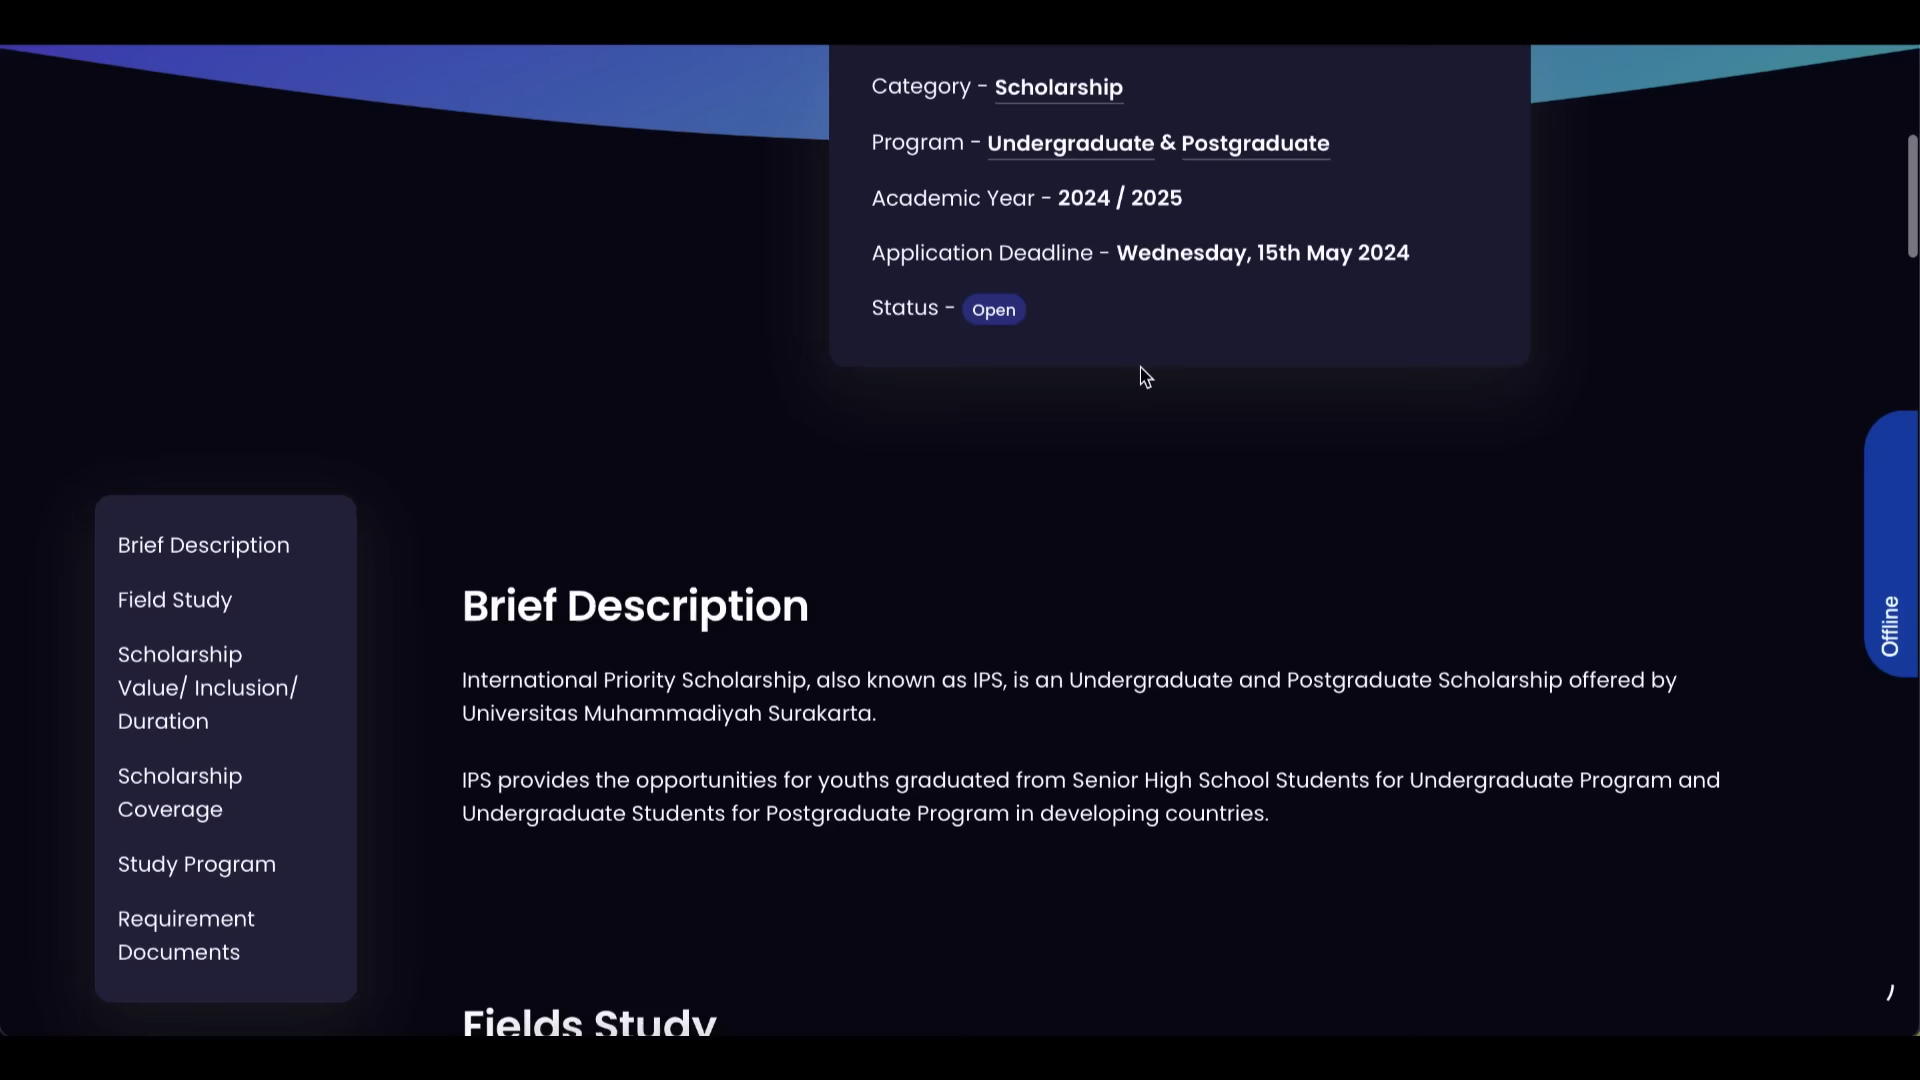 Category - Scholarship
Program - Undergraduate & Postgraduate
Academic Year - 2024 / 2025
Application Deadline - Wednesday, 15th May 2024
Status - Open
Brief Description
Field Study
Scholarship
Value/ Inclusion/
Duration
Scholarship
Coverage
Study Program
Requirement
Documents
Brief Description
International Priority Scholarship, also known as IPS, is an Undergraduate and Postgraduate Scholarship offered by
Universitas Muhammadiyah Surakarta.
IPS provides the opportunities for youths graduated from Senior High School Students for Undergraduate Program and
Undergraduate Students for Postgraduate Program in developing countries.
Fields Study
Offline